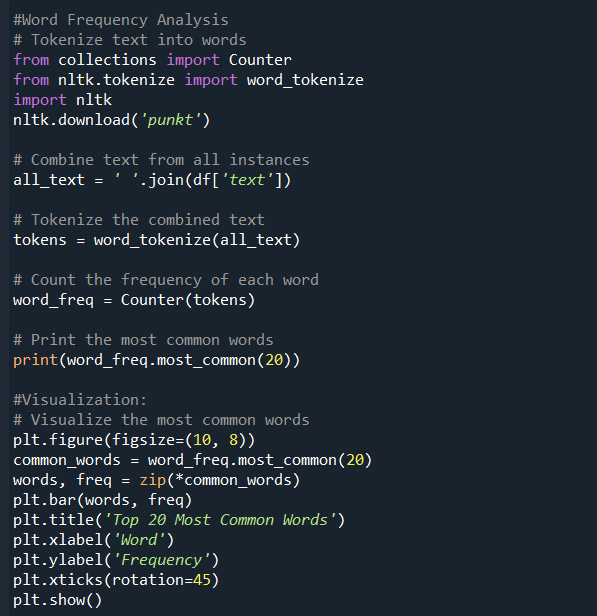 #Word Frequency Analysis
# Tokenize text into words
from collections import Counter
from nltk.tokenize import word_tokenize
import nltk
nltk.download('punkt')
# Combine text from all instances
all_text = ' '.join(df['text'])
# Tokenize the combined text
tokens = word_tokenize(all_text)
# Count the frequency of each word
word_freq = Counter(tokens)
# Print the most common words
print(word_freq.most_common(20))
#Visualization:
# Visualize the most common words
plt.figure(figsize=(10, 8))
common_words = word_freq.most_common(20)
words, freq = zip(*common_words)
plt.bar(words, freq)
plt.title('Top 20 Most Common Words')
plt.xlabel('Word')
plt.ylabel('Frequency')
plt.xticks(rotation=45)
plt.show()